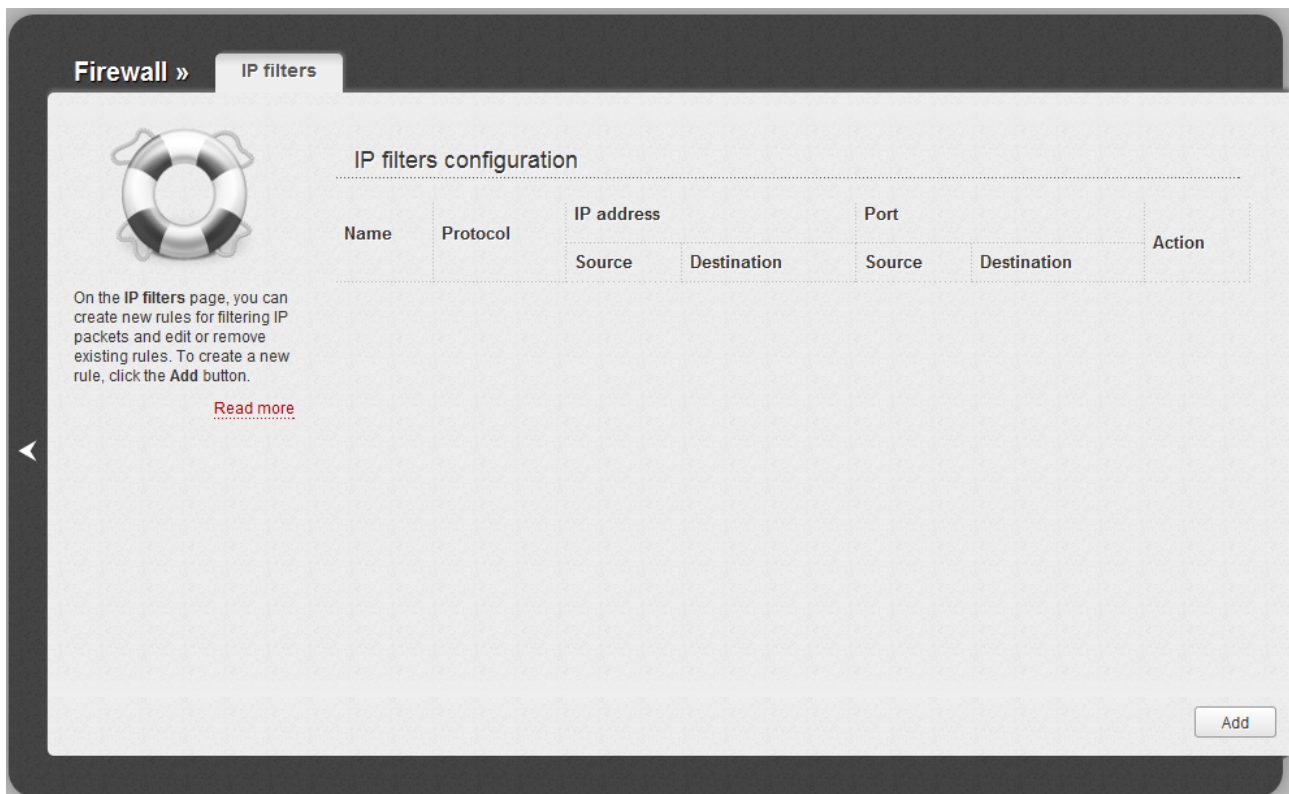 Firewall »
IP filters
On the IP filters page, you can
create new rules for filtering IP
packets and edit or remove
existing rules. To create a new
rule, click the Add button.
Read more
IP filters configuration
Name Protocol IP address Port Action
Source Destination Source Destination
Add